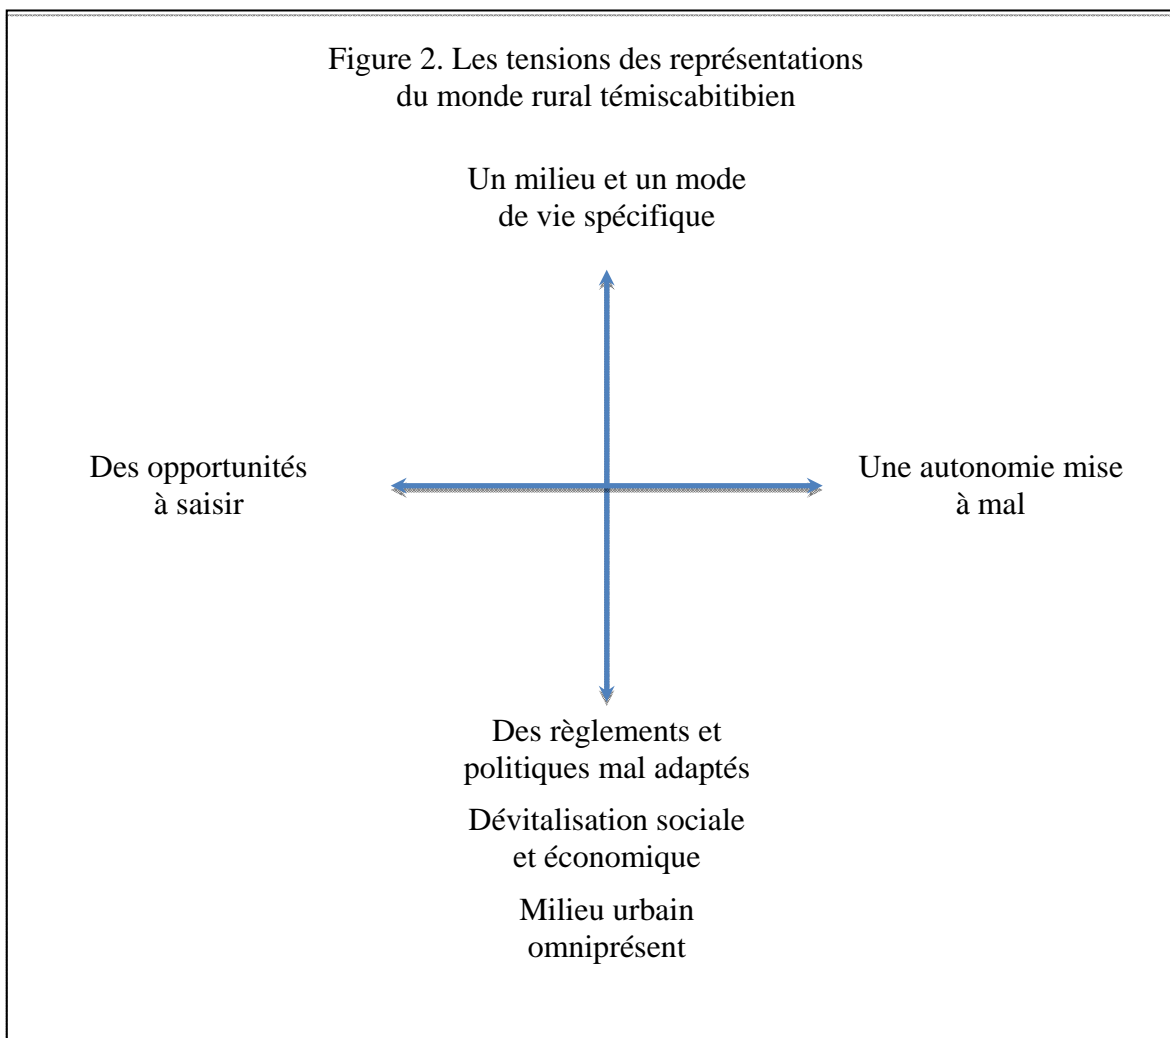 Figure 2. Les tensions des représentations
du monde rural témiscabitibien
Un milieu et un mode
de vie spécifique
Des opportunités
à saisir
Une autonomie mise
à mal
Des règlements et
politiques mal adaptés
Dévitalisation sociale
et économique
Milieu urbain
omniprésent